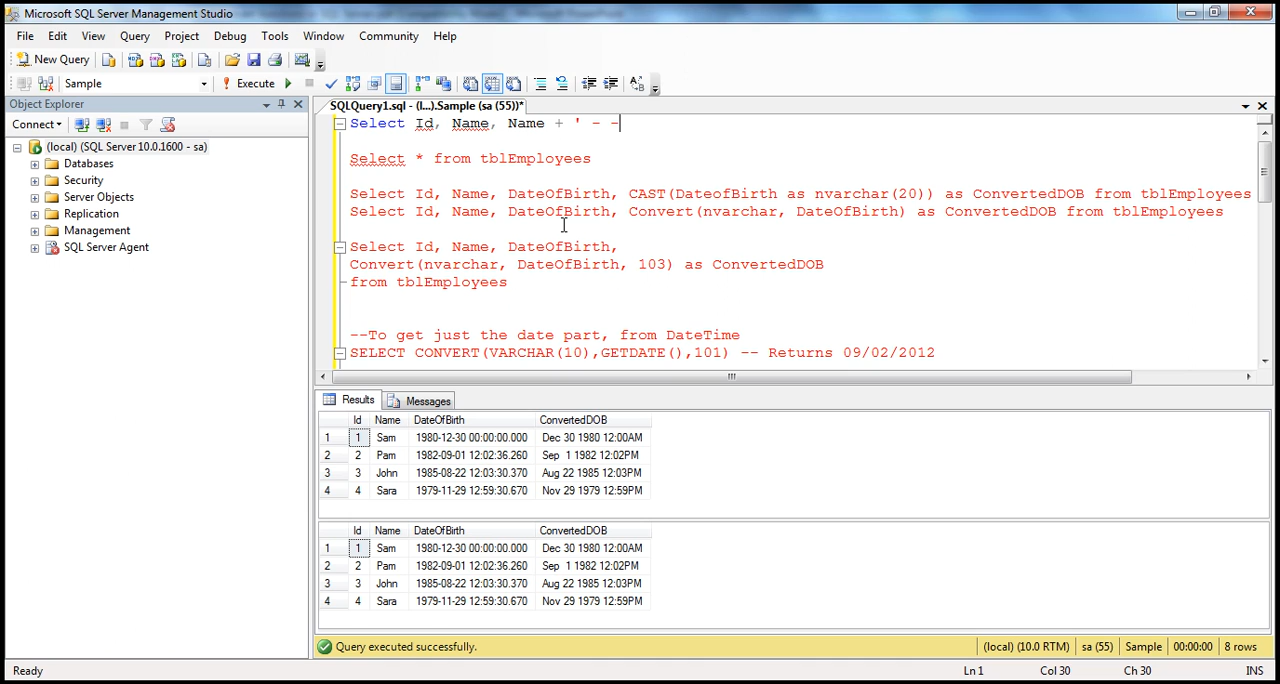 Microsoft SQL Server Management Studio
File Edit View Query Project Debug Tools Window Community Help
New Query
Sample Execute
Object Explorer
SQLQuery1.sql - (l...).Sample (sa (55))*
Connect
(local) (SQL Server 10.0.1600 - sa)
Databases
Security
Server Objects
Replication
Management
SQL Server Agent
Select Id, Name, Name + ' - -
Select * from tblEmployees
Select Id, Name, DateOfBirth, CAST(DateofBirth as nvarchar(20)) as ConvertedDOB from tblEmployees
Select Id, Name, DateOfBirth, Convert(nvarchar, DateOfBirth) as ConvertedDOB from tblEmployees
Select Id, Name, DateOfBirth,
Convert(nvarchar, DateOfBirth, 103) as ConvertedDOB
from tblEmployees
--To get just the date part, from DateTime
SELECT CONVERT(VARCHAR(10),GETDATE(),101) -- Returns 09/02/2012
Results Messages
Id Name DateOfBirth ConvertedDOB
1 1 Sam 1980-12-30 00:00:00.000 Dec 30 1980 12:00AM
2 2 Pam 1982-09-01 12:02:36.260 Sep 1 1982 12:02PM
3 3 John 1985-08-22 12:03:30.370 Aug 22 1985 12:03PM
4 4 Sara 1979-11-29 12:59:30.670 Nov 29 1979 12:59PM
Id Name DateOfBirth ConvertedDOB
1 1 Sam 1980-12-30 00:00:00.000 Dec 30 1980 12:00AM
2 2 Pam 1982-09-01 12:02:36.260 Sep 1 1982 12:02PM
3 3 John 1985-08-22 12:03:30.370 Aug 22 1985 12:03PM
4 4 Sara 1979-11-29 12:59:30.670 Nov 29 1979 12:59PM
Query executed successfully. (local) (10.0 RTM) sa (55) Sample 00:00:00 8 rows
Ready Ln 1 Col 30 Ch 30 INS